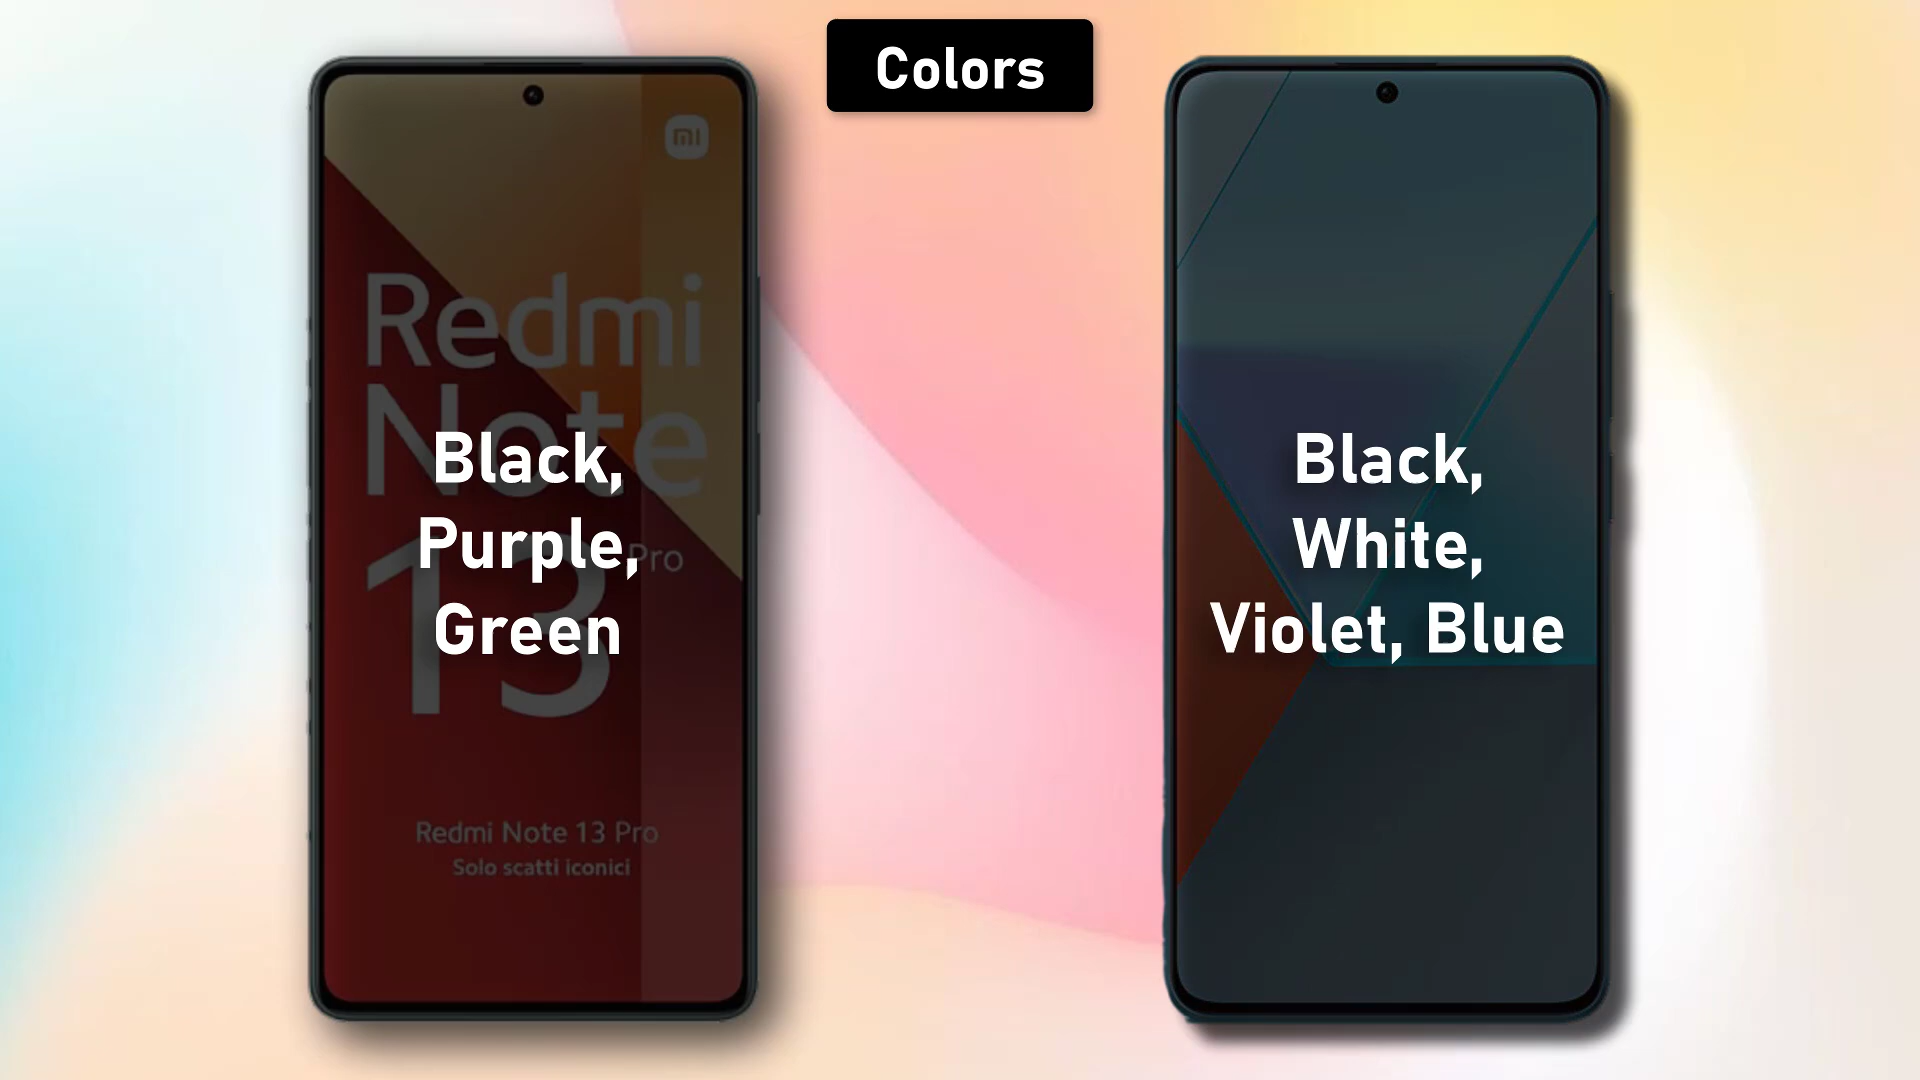 Colors
mi
Redmi
Note
13 Pro
Redmi Note 13 Pro
Solo scatti iconici
Black,
Purple,
Green
Black,
White,
Violet, Blue